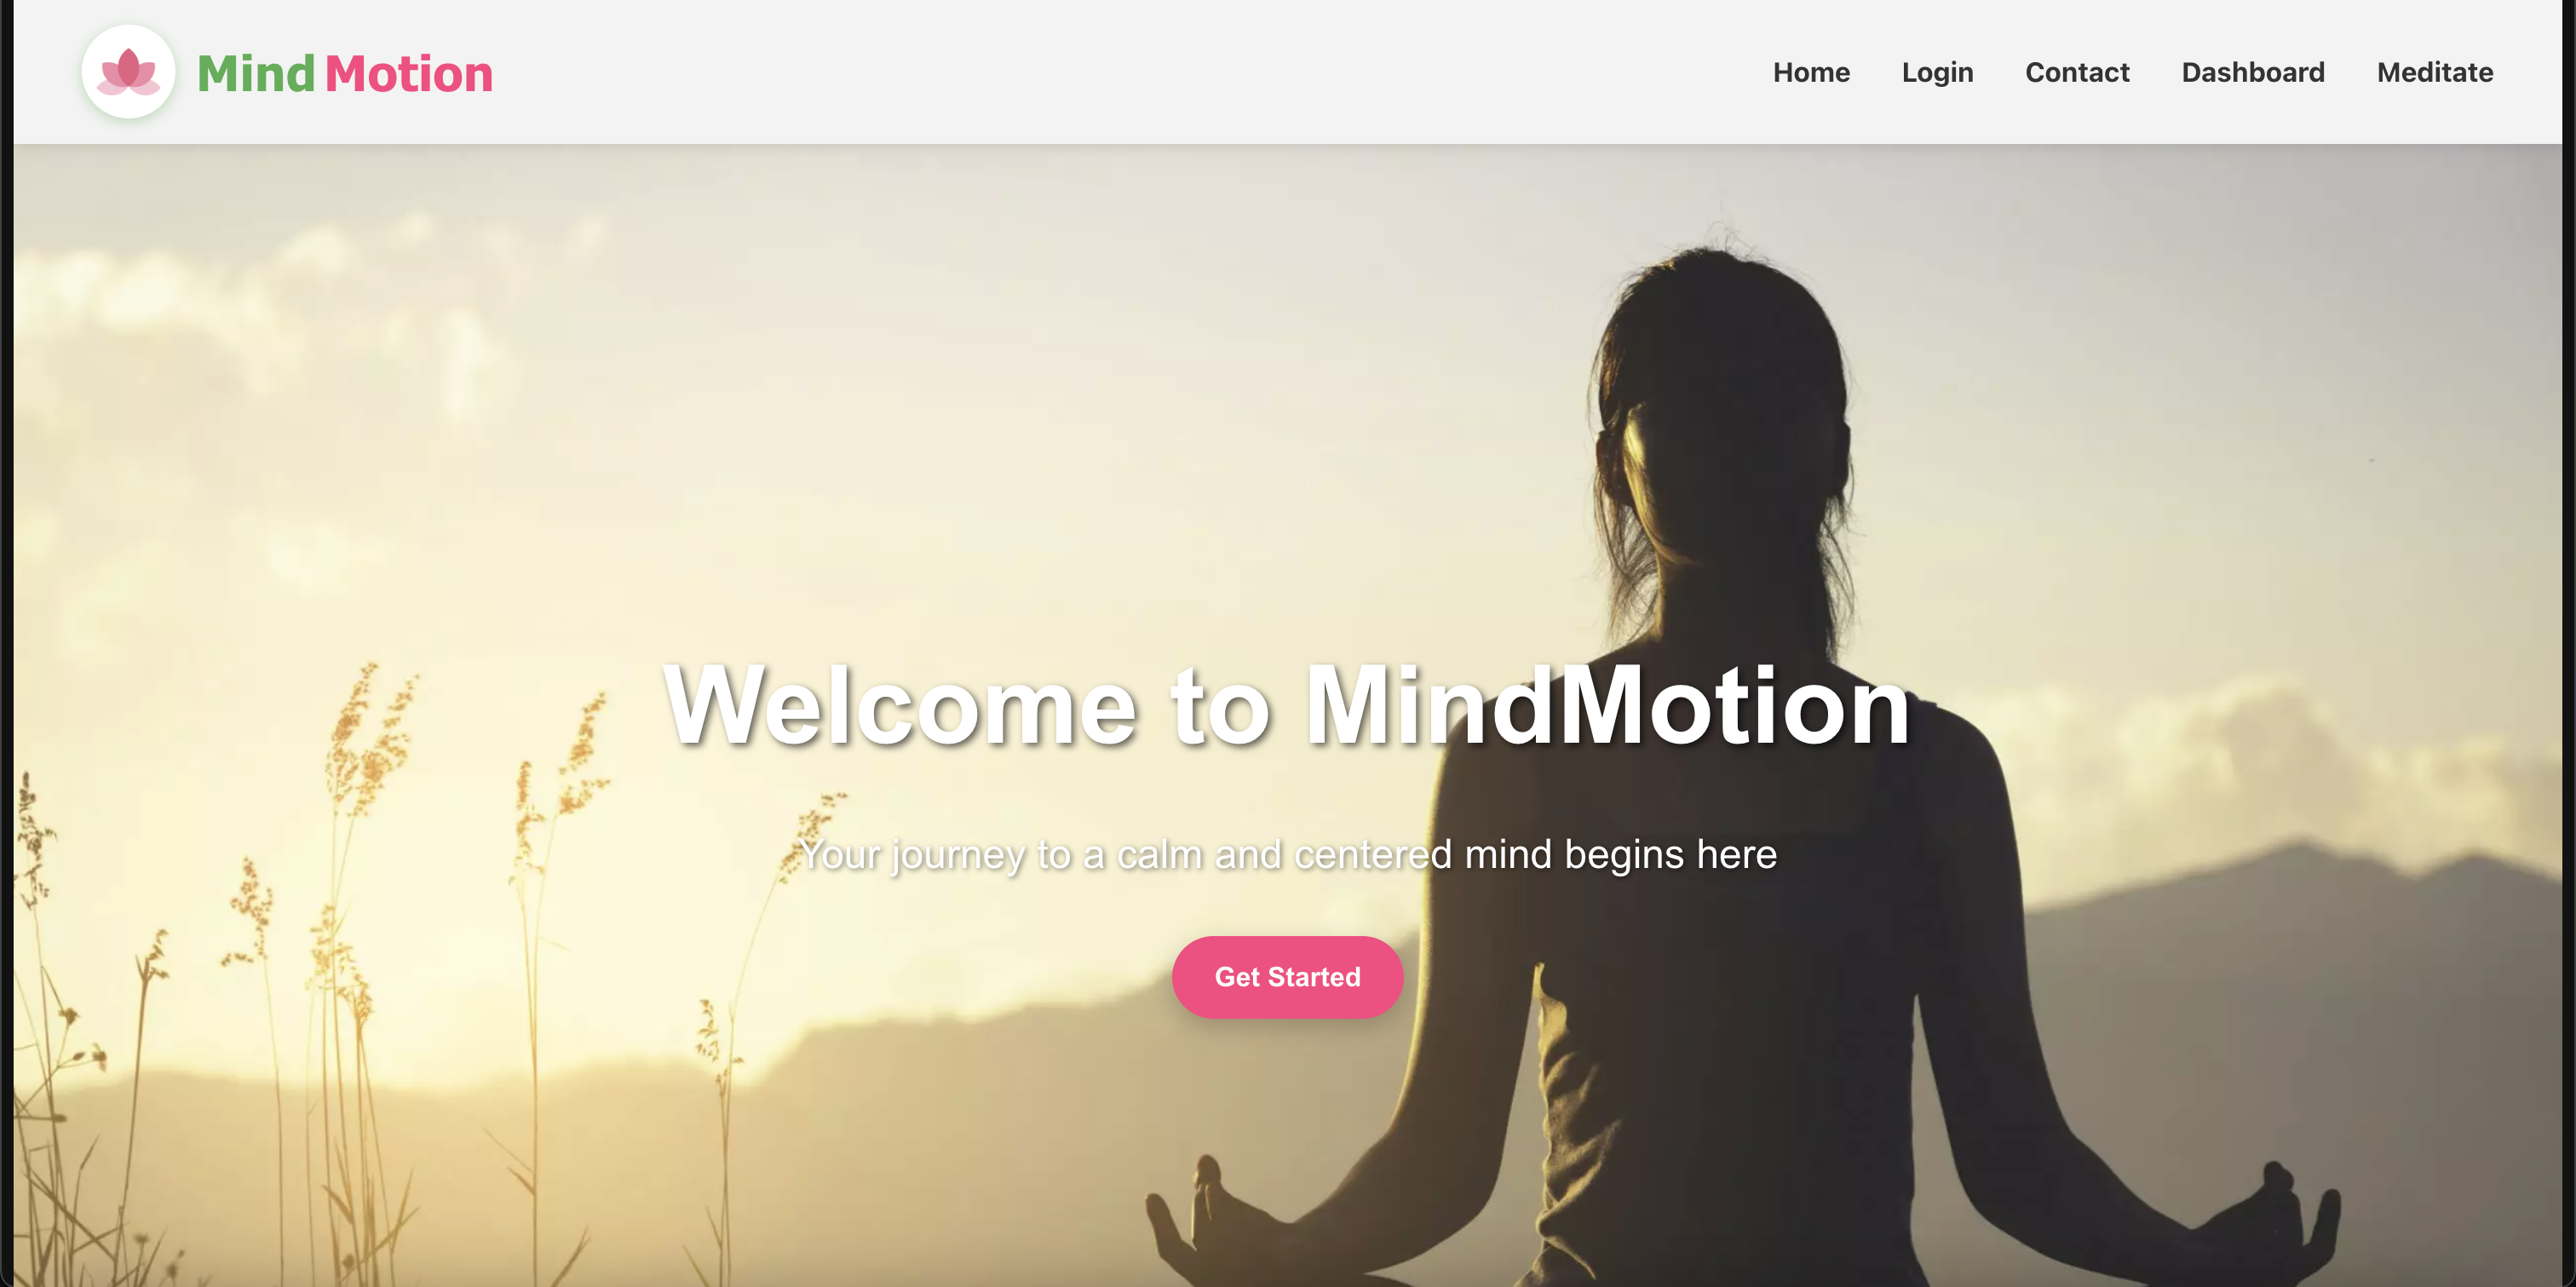 Mind Motion
Home Login Contact Dashboard Meditate
Welcome to MindMotion
Your journey to a calm and centered mind begins here
Get Started